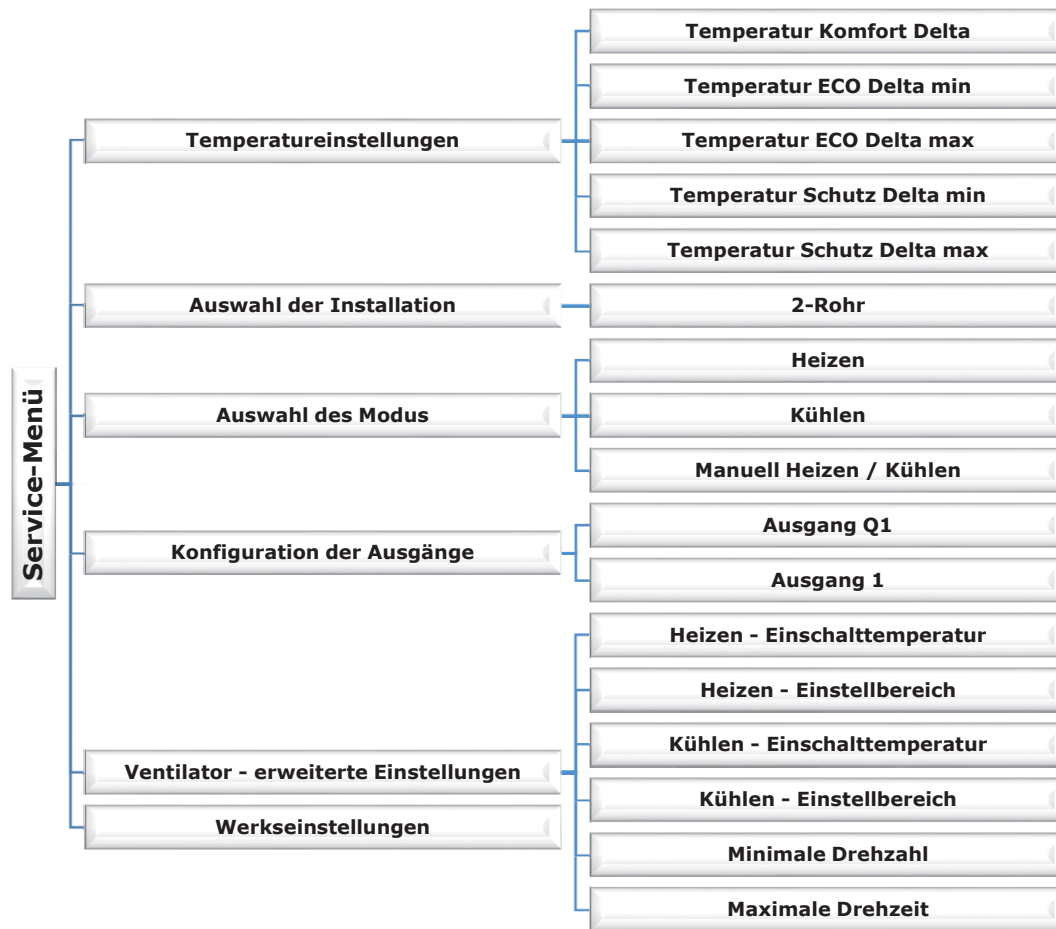 Service-Menü
Temperatureinstellungen
Temperatur Komfort Delta
Temperatur ECO Delta min
Temperatur ECO Delta max
Temperatur Schutz Delta min
Temperatur Schutz Delta max
Auswahl der Installation
2-Rohr
Auswahl des Modus
Heizen
Kühlen
Manuell Heizen / Kühlen
Konfiguration der Ausgänge
Ausgang Q1
Ausgang 1
Ventilator - erweiterte Einstellungen
Heizen - Einschalttemperatur
Heizen - Einstellbereich
Kühlen - Einschalttemperatur
Kühlen - Einstellbereich
Minimale Drehzahl
Maximale Drehzeit
Werkseinstellungen